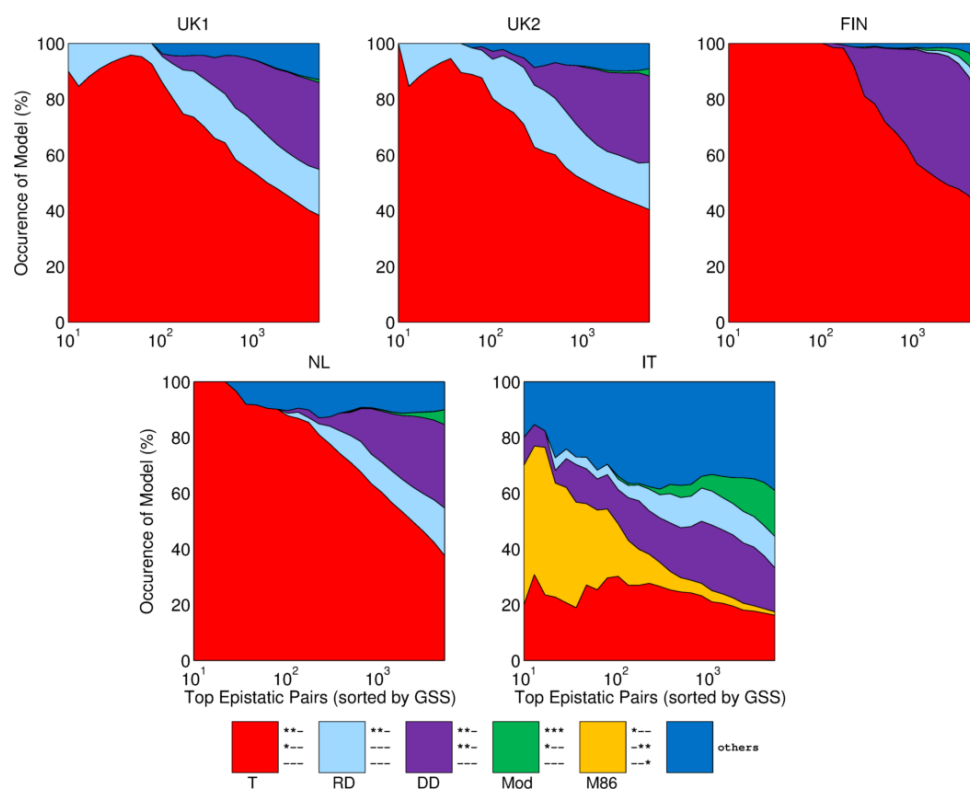 UK1 UK2 FIN
Occurence of Model (%)
100 100 100
80 80 80
60 60 60
40 40 40
20 20 20
0 0 0
10^1 10^2 10^3 10^1 10^2 10^3 10^1 10^2 10^3
NL IT
Occurence of Model (%)
100 100
80 80
60 60
40 40
20 20
0 0
10^1 10^2 10^3 10^1 10^2 10^3
Top Epistatic Pairs (sorted by GSS) Top Epistatic Pairs (sorted by GSS)
**- **- **- *** *--
*-- --- **- *-- -** others
--- --- --- --- --*
T RD DD Mod M86